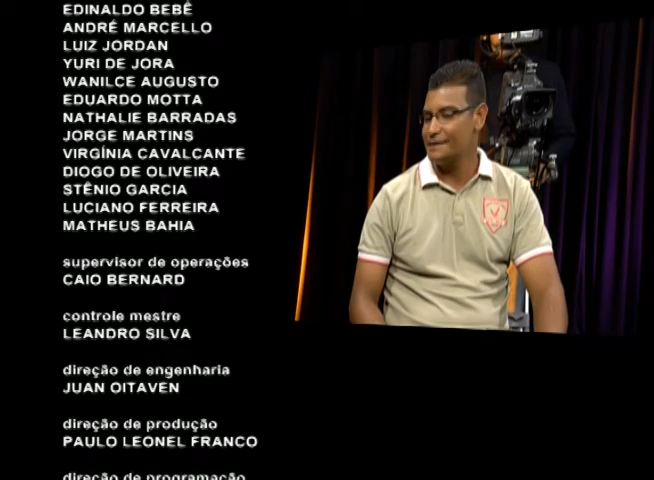 EDINALDO BEBÊ
ANDRÉ MARCELLO
LUIZ JORDAN
YURI DE JORA
WANILCE AUGUSTO
EDUARDO MOTTA
NATHALIE BARRADAS
JORGE MARTINS
VIRGÍNIA CAVALCANTE
DIOGO DE OLIVEIRA
STÊNIO GARCIA
LUCIANO FERREIRA
MATHEUS BAHIA
supervisor de operações
CAIO BERNARD
controle mestre
LEANDRO SILVA
direção de engenharia
JUAN OITAVEN
direção de produção
PAULO LEONEL FRANCO
direção de programação